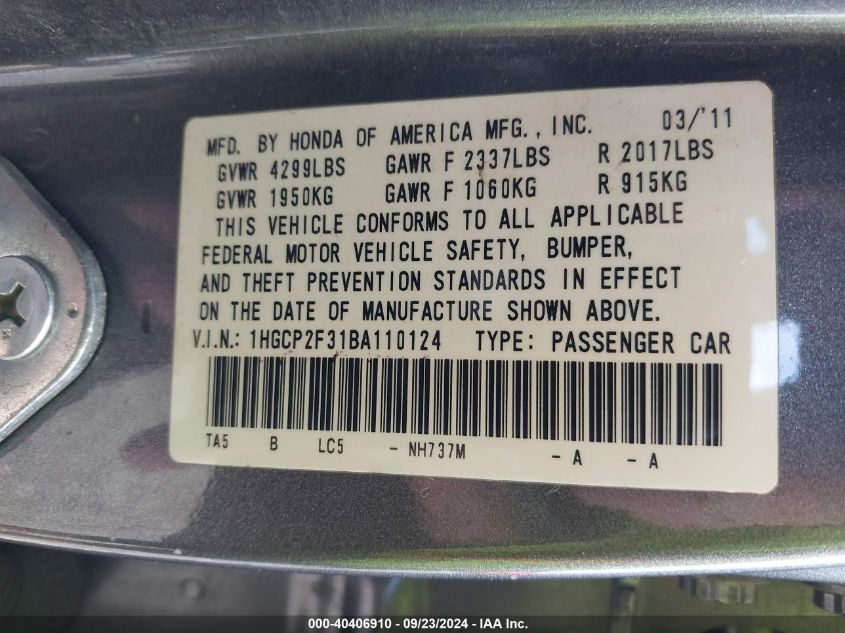 MFD. BY HONDA OF AMERICA MFG., INC. 03/'11
GVWR 4299LBS GAWR F 2337LBS R 2017LBS
GVWR 1950KG GAWR F 1060KG R 915KG
THIS VEHICLE CONFORMS TO ALL APPLICABLE
FEDERAL MOTOR VEHICLE SAFETY, BUMPER,
AND THEFT PREVENTION STANDARDS IN EFFECT
ON THE DATE OF MANUFACTURE SHOWN ABOVE.
V.I.N.: 1HGCP2F31BA110124 TYPE: PASSENGER CAR
TA5 B LC5 - NH737M - A - A
000-40406910 - 09/23/2024 - IAA Inc.